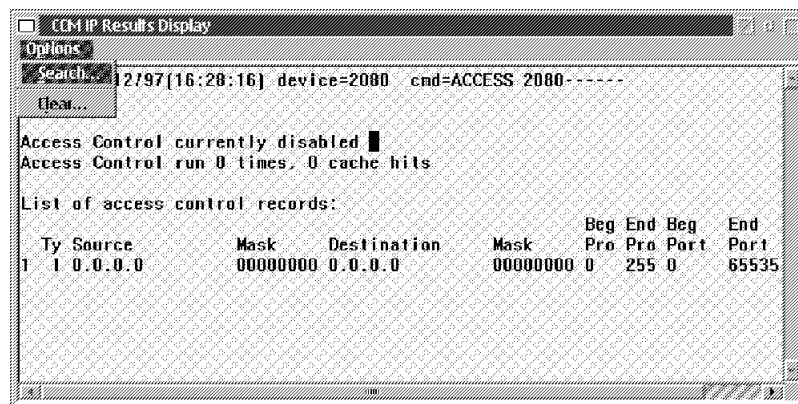 CCM IP Results Display
Options
Search...
12/97[16:28:16] device=2080 cmd=ACCESS 2080------
Clear...
Access Control currently disabled
Access Control run 0 times, 0 cache hits
List of access control records:
Beg End Beg End
Ty Source Mask Destination Mask Pro Pro Port Port
1 I 0.0.0.0 00000000 0.0.0.0 00000000 0 255 0 65535